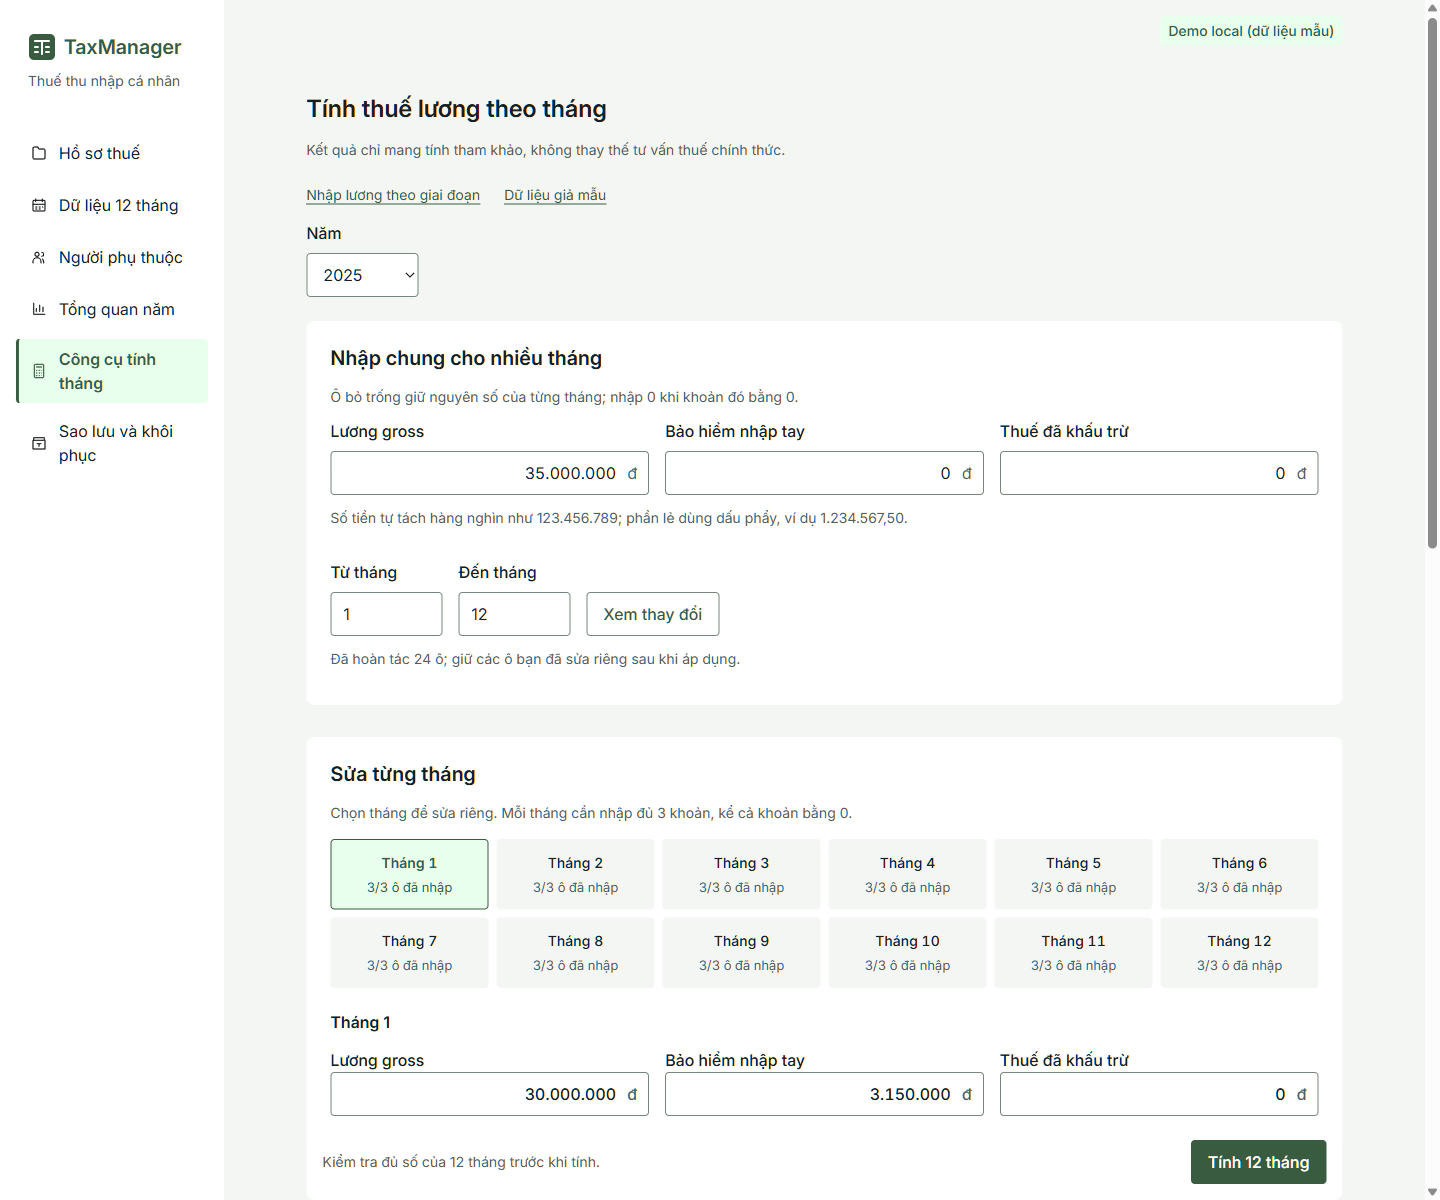 TaxManager
Thuế thu nhập cá nhân
Hồ sơ thuế
Dữ liệu 12 tháng
Người phụ thuộc
Tổng quan năm
Công cụ tính
tháng
Sao lưu và khôi
phục
Demo local (dữ liệu mẫu)
Tính thuế lương theo tháng
Kết quả chỉ mang tính tham khảo, không thay thế tư vấn thuế chính thức.
Nhập lương theo giai đoạn Dữ liệu giả mẫu
Năm
2025
Nhập chung cho nhiều tháng
Ô bỏ trống giữ nguyên số của từng tháng; nhập 0 khi khoản đó bằng 0.
Lương gross Bảo hiểm nhập tay Thuế đã khấu trừ
35.000.000 đ 0 đ 0 đ
Số tiền tự tách hàng nghìn như 123.456.789; phần lẻ dùng dấu phẩy, ví dụ 1.234.567,50.
Từ tháng Đến tháng
1 12 Xem thay đổi
Đã hoàn tác 24 ô; giữ các ô bạn đã sửa riêng sau khi áp dụng.
Sửa từng tháng
Chọn tháng để sửa riêng. Mỗi tháng cần nhập đủ 3 khoản, kể cả khoản bằng 0.
Tháng 1 Tháng 2 Tháng 3 Tháng 4 Tháng 5 Tháng 6
3/3 ô đã nhập 3/3 ô đã nhập 3/3 ô đã nhập 3/3 ô đã nhập 3/3 ô đã nhập 3/3 ô đã nhập
Tháng 7 Tháng 8 Tháng 9 Tháng 10 Tháng 11 Tháng 12
3/3 ô đã nhập 3/3 ô đã nhập 3/3 ô đã nhập 3/3 ô đã nhập 3/3 ô đã nhập 3/3 ô đã nhập
Tháng 1
Lương gross Bảo hiểm nhập tay Thuế đã khấu trừ
30.000.000 đ 3.150.000 đ 0 đ
Kiểm tra đủ số của 12 tháng trước khi tính. Tính 12 tháng